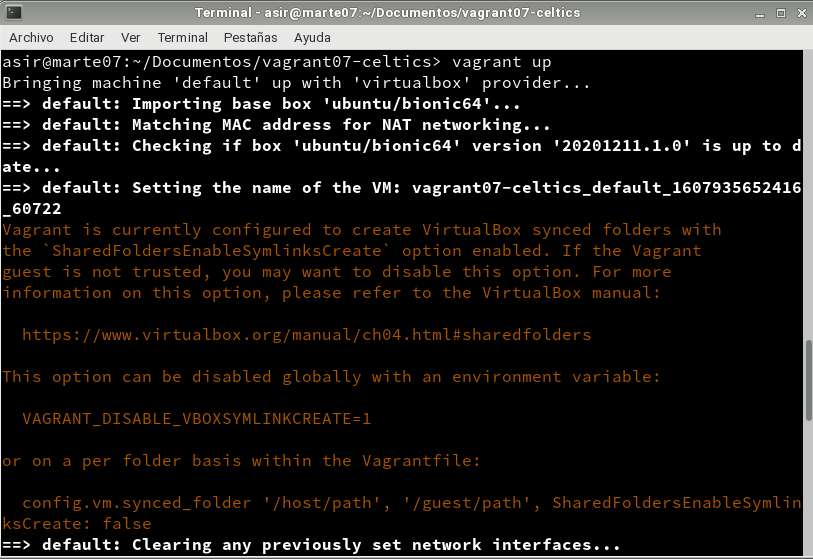 Terminal - asir@marte07:~/Documentos/vagrant07-celtics
Archivo Editar Ver Terminal Pestañas Ayuda
asir@marte07:~/Documentos/vagrant07-celtics> vagrant up
Bringing machine 'default' up with 'virtualbox' provider...
==> default: Importing base box 'ubuntu/bionic64'...
==> default: Matching MAC address for NAT networking...
==> default: Checking if box 'ubuntu/bionic64' version '20201211.1.0' is up to d
ate...
==> default: Setting the name of the VM: vagrant07-celtics_default_1607935652416
_60722
Vagrant is currently configured to create VirtualBox synced folders with
the `SharedFoldersEnableSymlinksCreate` option enabled. If the Vagrant
guest is not trusted, you may want to disable this option. For more
information on this option, please refer to the VirtualBox manual:
https://www.virtualbox.org/manual/ch04.html#sharedfolders
This option can be disabled globally with an environment variable:
VAGRANT_DISABLE_VBOXSYMLINKCREATE=1
or on a per folder basis within the Vagrantfile:
config.vm.synced_folder '/host/path', '/guest/path', SharedFoldersEnableSymlin
ksCreate: false
==> default: Clearing any previously set network interfaces...